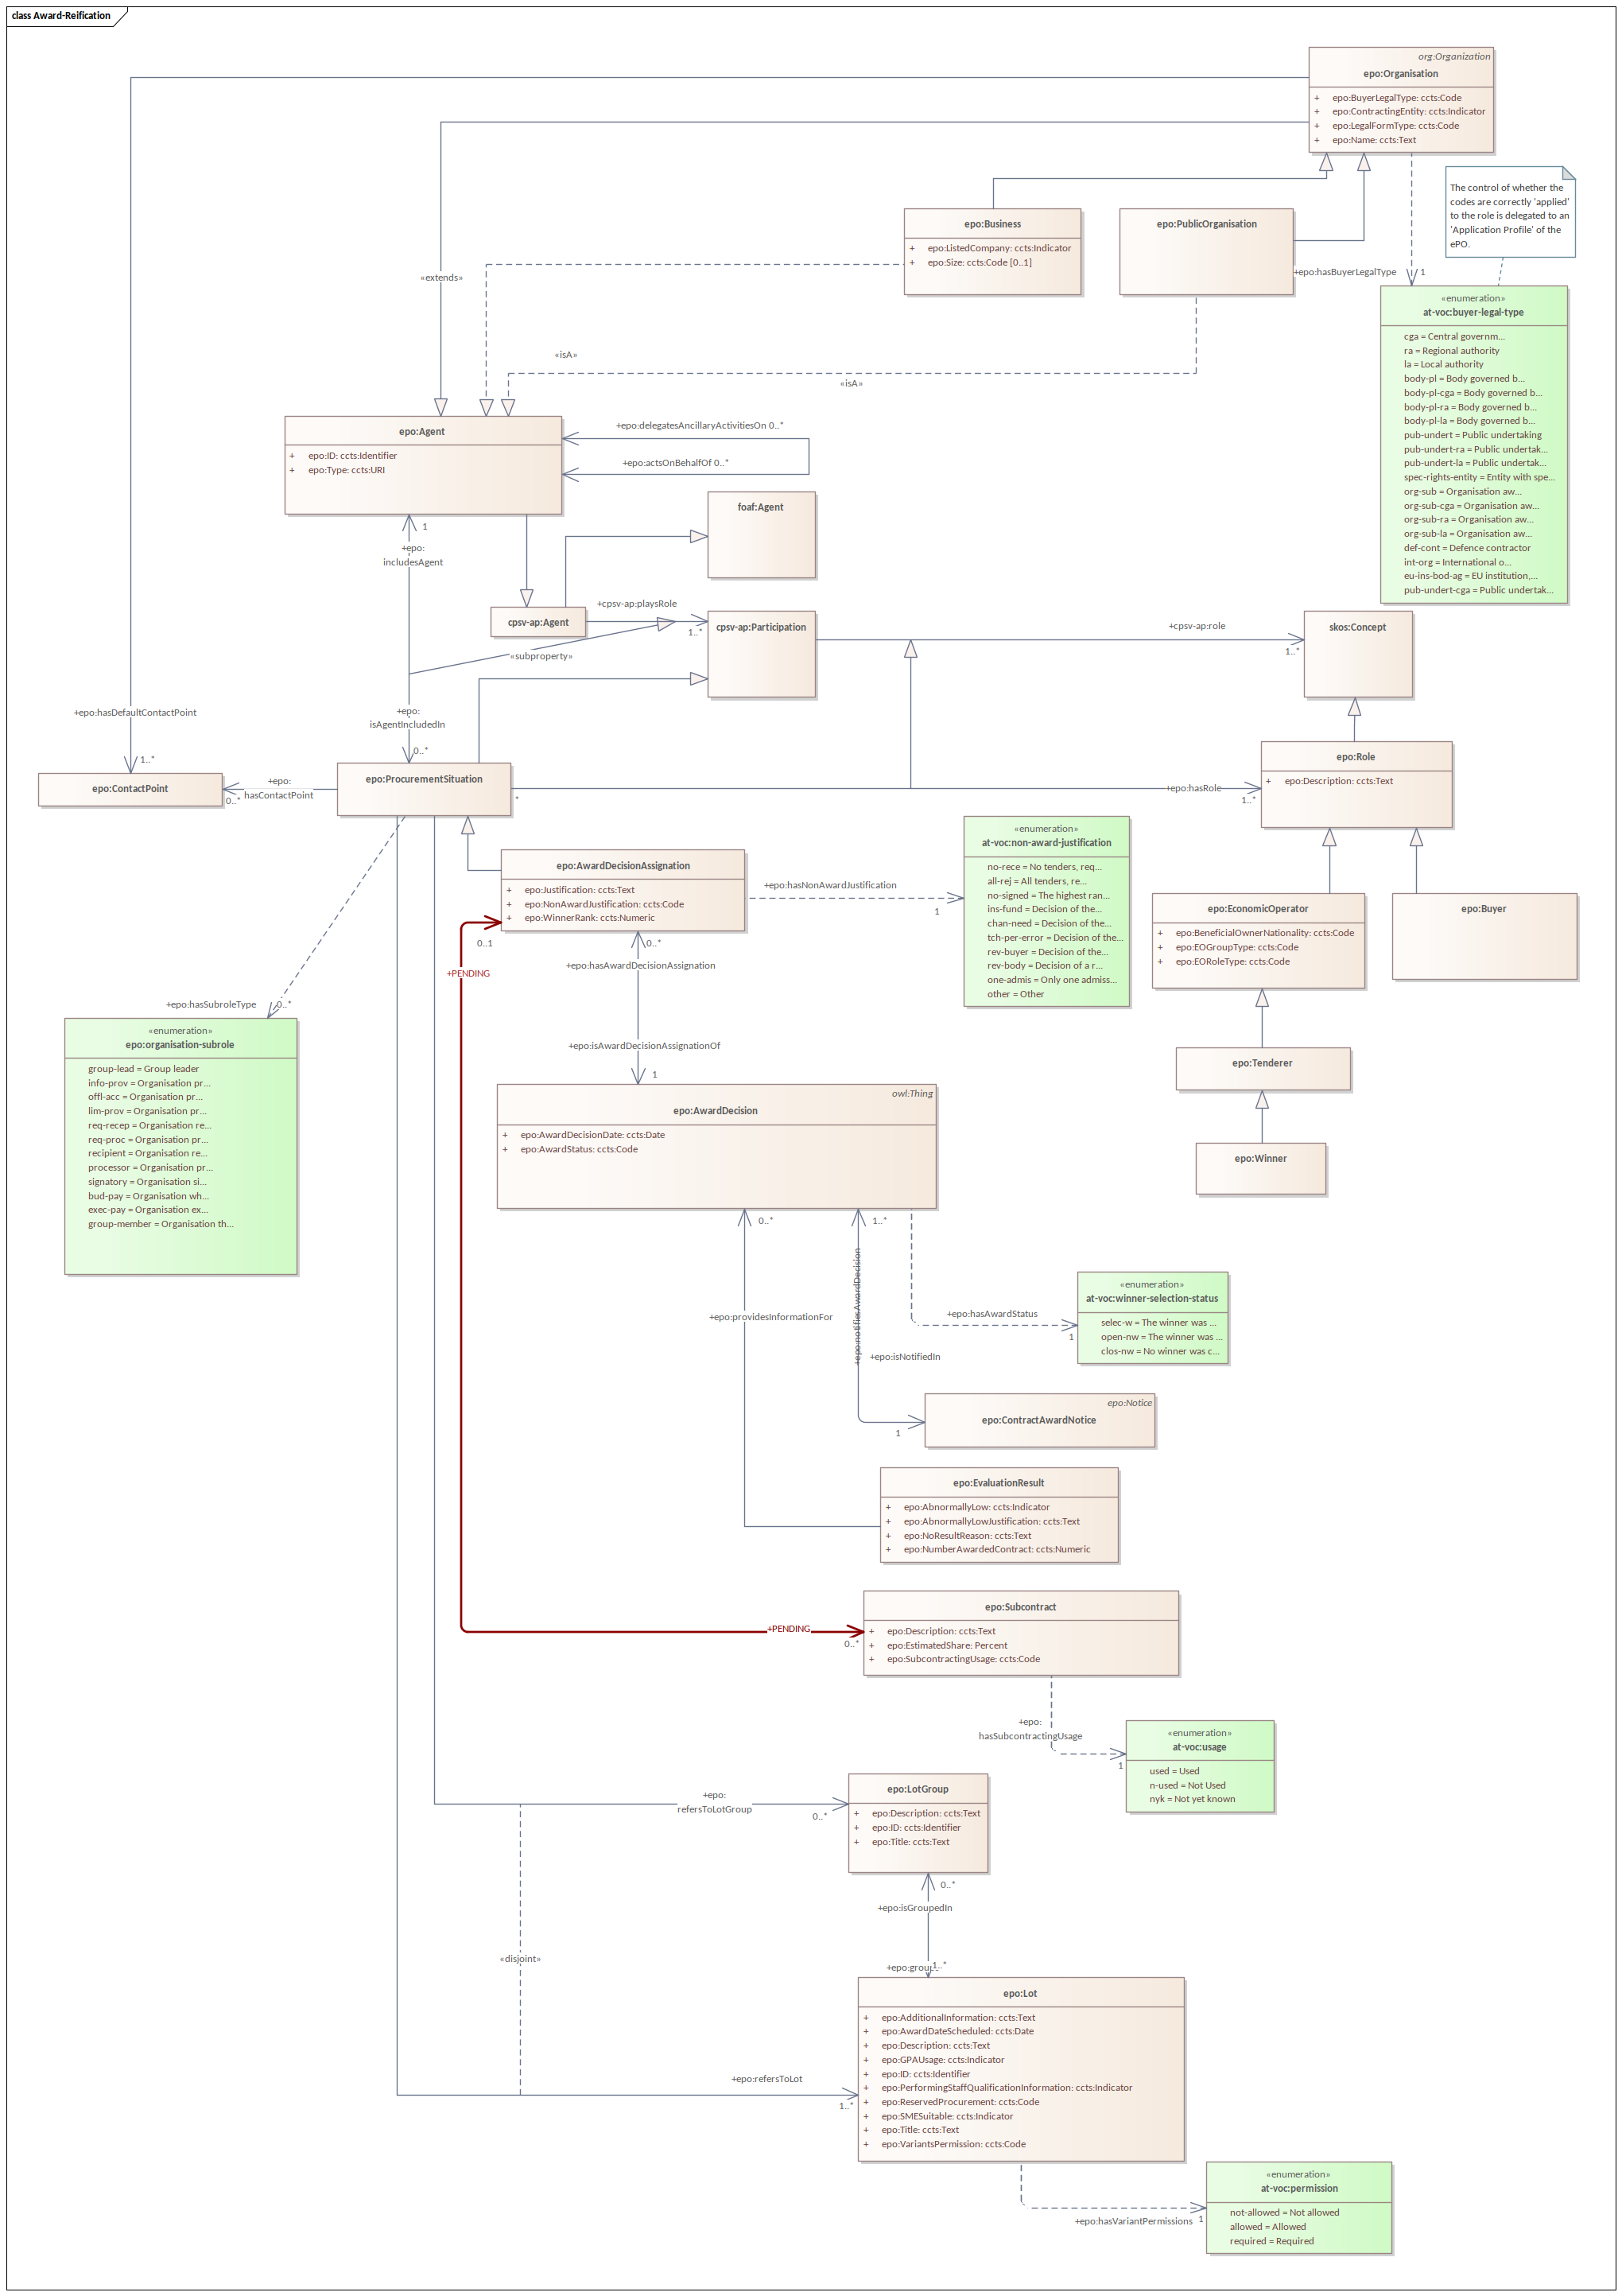 class Award-Reification
org:Organization
epo:Organisation
+ epo:BuyerLegalType: ccts:Code
+ epo:ContractingEntity: ccts:Indicator
+ epo:LegalFormType: ccts:Code
+ epo:Name: ccts:Text
The control of whether the
codes are correctly 'applied'
to the role is delegated to an
'Application Profile' of the
ePO.
epo:Business
+ epo:ListedCompany: ccts:Indicator
+ epo:Size: ccts:Code [0..1]
epo:PublicOrganisation
+epo:hasBuyerLegalType
1
«extends»
«isA»
«isA»
«enumeration»
at-voc:buyer-legal-type
cga = Central governm...
ra = Regional authority
la = Local authority
body-pl = Body governed b...
body-pl-cga = Body governed b...
body-pl-ra = Body governed b...
body-pl-la = Body governed b...
pub-undert = Public undertaking
pub-undert-ra = Public undertak...
pub-undert-la = Public undertak...
spec-rights-entity = Entity with spe...
org-sub = Organisation aw...
org-sub-cga = Organisation aw...
org-sub-ra = Organisation aw...
org-sub-la = Organisation aw...
def-cont = Defence contractor
int-org = International o...
eu-ins-bod-ag = EU institution,...
pub-undert-cga = Public undertak...
epo:Agent
+ epo:ID: ccts:Identifier
+ epo:Type: ccts:URI
+epo:delegatesAncillaryActivitiesOn 0..*
+epo:actsOnBehalfOf 0..*
foaf:Agent
1
+epo:
includesAgent
cpsv-ap:Agent
+cpsv-ap:playsRole
1..*
«subproperty»
cpsv-ap:Participation
+cpsv-ap:role
1..*
skos:Concept
+epo:hasDefaultContactPoint
1..*
+epo:
isAgentIncludedIn
0..*
epo:ContactPoint
+epo:
hasContactPoint
0..*
epo:ProcurementSituation
*
+epo:hasRole
1..*
epo:Role
+ epo:Description: ccts:Text
epo:AwardDecisionAssignation
+ epo:Justification: ccts:Text
+ epo:NonAwardJustification: ccts:Code
+ epo:WinnerRank: ccts:Numeric
+epo:hasNonAwardJustification
1
«enumeration»
at-voc:non-award-justification
no-rece = No tenders, req...
all-rej = All tenders, re...
no-signed = The highest ran...
ins-fund = Decision of the...
chan-need = Decision of the...
tch-per-error = Decision of the...
rev-buyer = Decision of the...
rev-body = Decision of a r...
one-admis = Only one admiss...
other = Other
epo:EconomicOperator
+ epo:BeneficialOwnerNationality: ccts:Code
+ epo:EOGroupType: ccts:Code
+ epo:EORoleType: ccts:Code
epo:Buyer
0..1
+PENDING
0..*
+epo:hasAwardDecisionAssignation
+epo:isAwardDecisionAssignationOf
1
+epo:hasSubroleType
0..*
«enumeration»
epo:organisation-subrole
group-lead = Group leader
info-prov = Organisation pr...
offl-acc = Organisation pr...
lim-prov = Organisation pr...
req-recep = Organisation re...
req-proc = Organisation pr...
recipient = Organisation re...
processor = Organisation pr...
signatory = Organisation si...
bud-pay = Organisation wh...
exec-pay = Organisation ex...
group-member = Organisation th...
epo:Tenderer
epo:Winner
owl:Thing
epo:AwardDecision
+ epo:AwardDecisionDate: ccts:Date
+ epo:AwardStatus: ccts:Code
0..*
1..*
+epo:providesInformationFor
+epo:notifiesAwardDecision
+epo:isNotifiedIn
+epo:hasAwardStatus
1
«enumeration»
at-voc:winner-selection-status
selec-w = The winner was ...
open-nw = The winner was ...
clos-nw = No winner was c...
epo:Notice
epo:ContractAwardNotice
1
epo:EvaluationResult
+ epo:AbnormallyLow: ccts:Indicator
+ epo:AbnormallyLowJustification: ccts:Text
+ epo:NoResultReason: ccts:Text
+ epo:NumberAwardedContract: ccts:Numeric
+PENDING
0..*
epo:Subcontract
+ epo:Description: ccts:Text
+ epo:EstimatedShare: Percent
+ epo:SubcontractingUsage: ccts:Code
+epo:
hasSubcontractingUsage
1
«enumeration»
at-voc:usage
used = Used
n-used = Not Used
nyk = Not yet known
+epo:
refersToLotGroup
0..*
epo:LotGroup
+ epo:Description: ccts:Text
+ epo:ID: ccts:Identifier
+ epo:Title: ccts:Text
0..*
+epo:isGroupedIn
«disjoint»
1..*
epo:Lot
+ epo:AdditionalInformation: ccts:Text
+ epo:AwardDateScheduled: ccts:Date
+ epo:Description: ccts:Text
+ epo:GPAUsage: ccts:Indicator
+ epo:ID: ccts:Identifier
+ epo:PerformingStaffQualificationInformation: ccts:Indicator
+ epo:ReservedProcurement: ccts:Code
+ epo:SMESuitable: ccts:Indicator
+ epo:Title: ccts:Text
+ epo:VariantsPermission: ccts:Code
+epo:refersToLot
1..*
+epo:hasVariantPermissions
1
«enumeration»
at-voc:permission
not-allowed = Not allowed
allowed = Allowed
required = Required